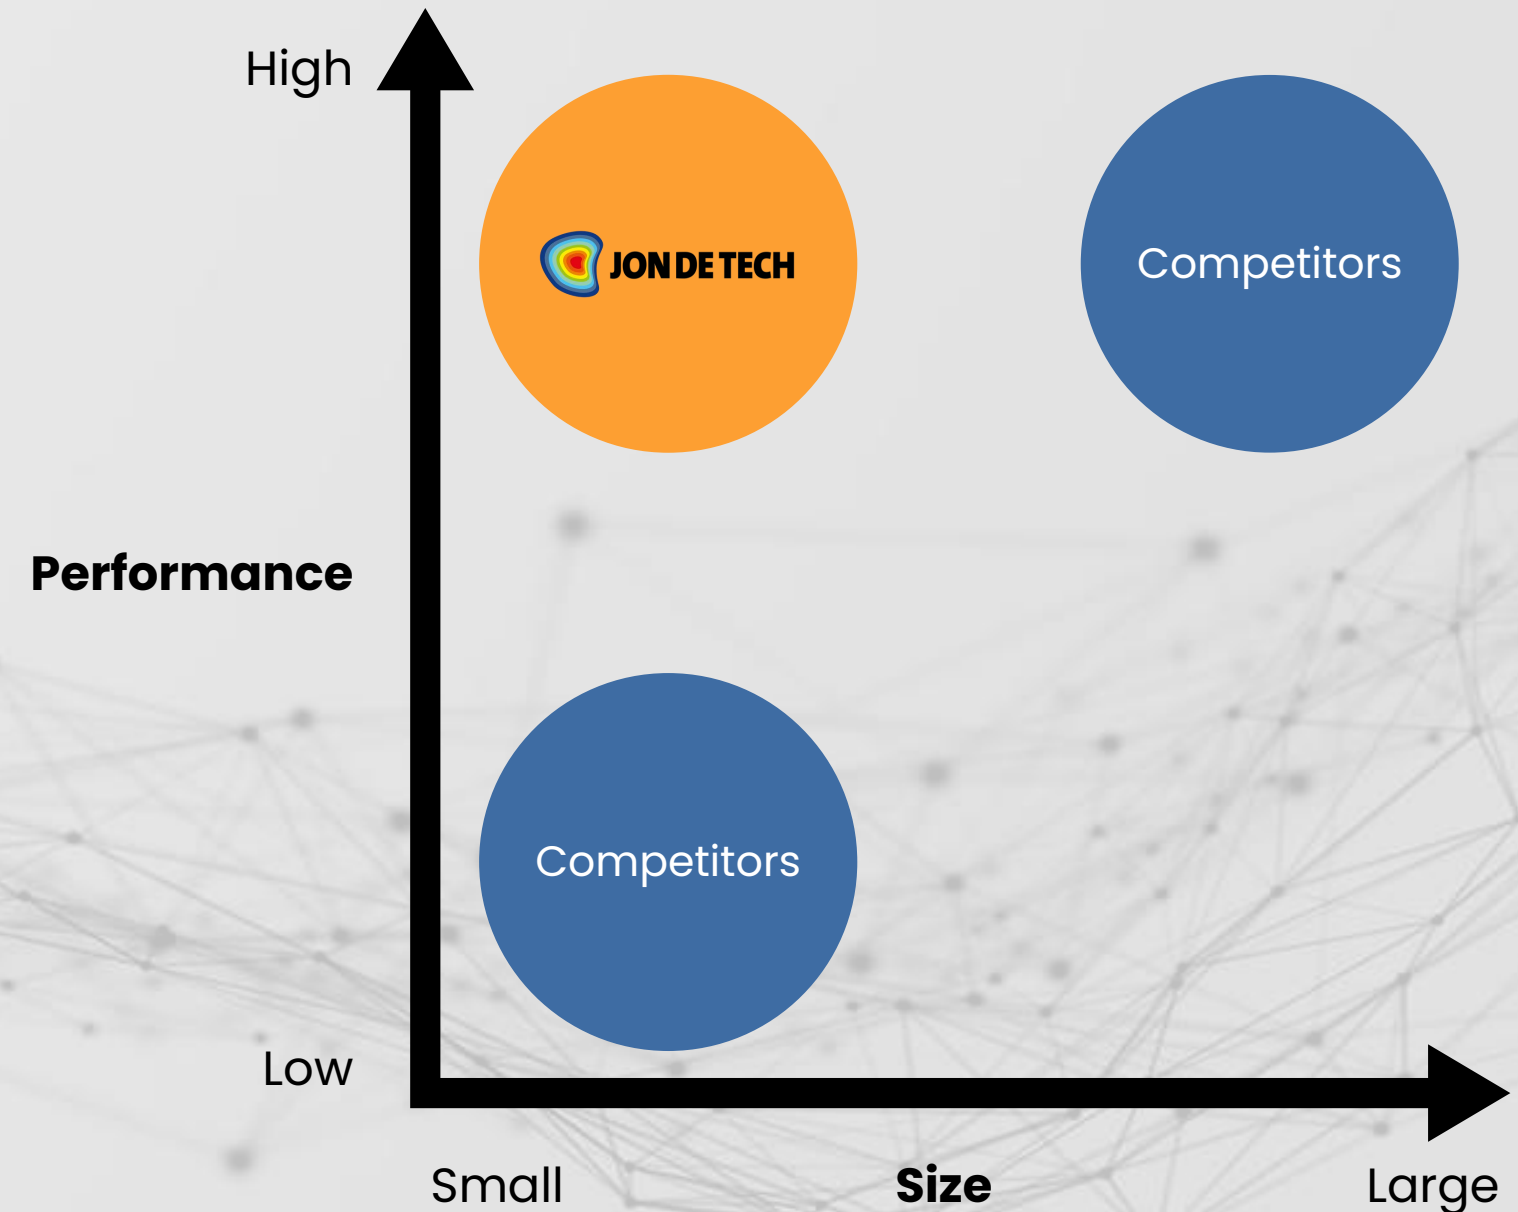 High
JONDETECH
Competitors
Performance
Competitors
Low
Small
Size
Large